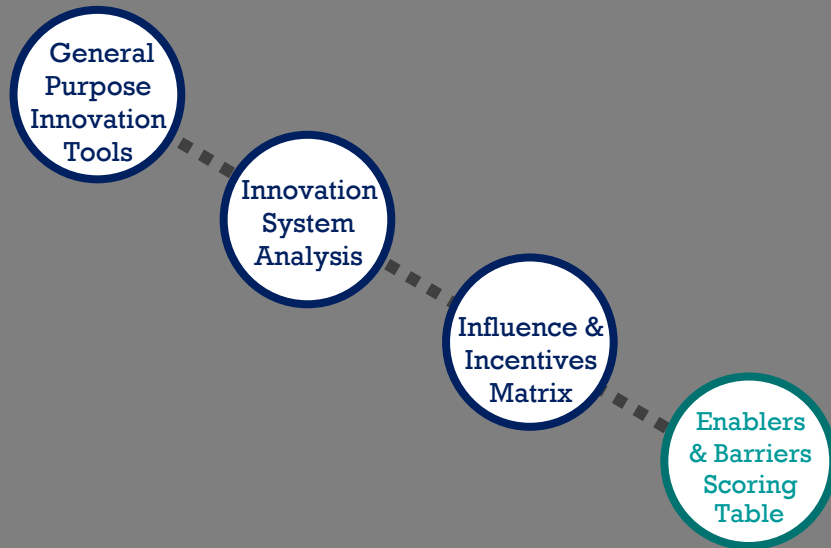 General
Purpose
Innovation
Tools
Innovation
System
Analysis
Influence &
Incentives
Matrix
Enablers
& Barriers
Scoring
Table